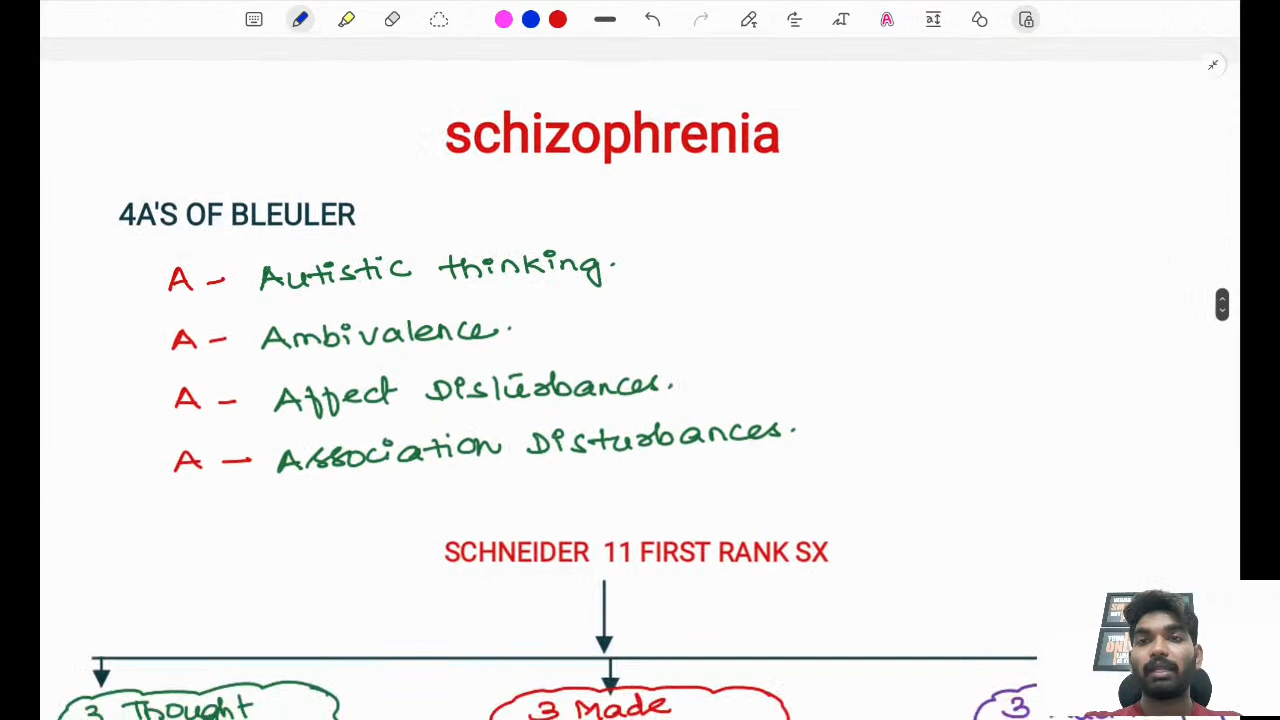 schizophrenia
4A'S OF BLEULER
A - Autistic thinking.
A - Ambivalence.
A - Affect Disturbances.
A - Association Disturbances.
SCHNEIDER 11 FIRST RANK SX
3 Thought
3 Made
3